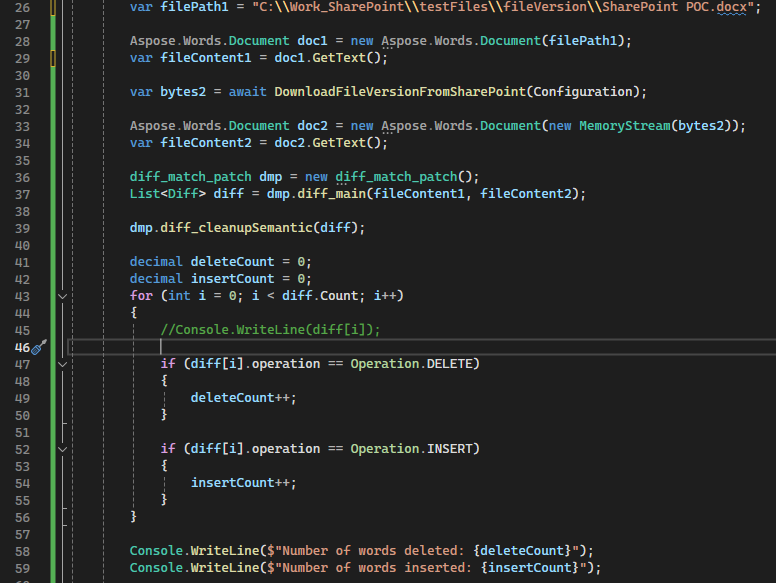 26 var filePath1 = "C:\\Work_SharePoint\\testFiles\\fileVersion\\SharePoint POC.docx";
27
28 Aspose.Words.Document doc1 = new Aspose.Words.Document(filePath1);
29 var fileContent1 = doc1.GetText();
30
31 var bytes2 = await DownloadFileVersionFromSharePoint(Configuration);
32
33 Aspose.Words.Document doc2 = new Aspose.Words.Document(new MemoryStream(bytes2));
34 var fileContent2 = doc2.GetText();
35
36 diff_match_patch dmp = new diff_match_patch();
37 List<Diff> diff = dmp.diff_main(fileContent1, fileContent2);
38
39 dmp.diff_cleanupSemantic(diff);
40
41 decimal deleteCount = 0;
42 decimal insertCount = 0;
43 for (int i = 0; i < diff.Count; i++)
44 {
45 //Console.WriteLine(diff[i]);
46
47 if (diff[i].operation == Operation.DELETE)
48 {
49 deleteCount++;
50 }
51
52 if (diff[i].operation == Operation.INSERT)
53 {
54 insertCount++;
55 }
56 }
57
58 Console.WriteLine($"Number of words deleted: {deleteCount}");
59 Console.WriteLine($"Number of words inserted: {insertCount}");